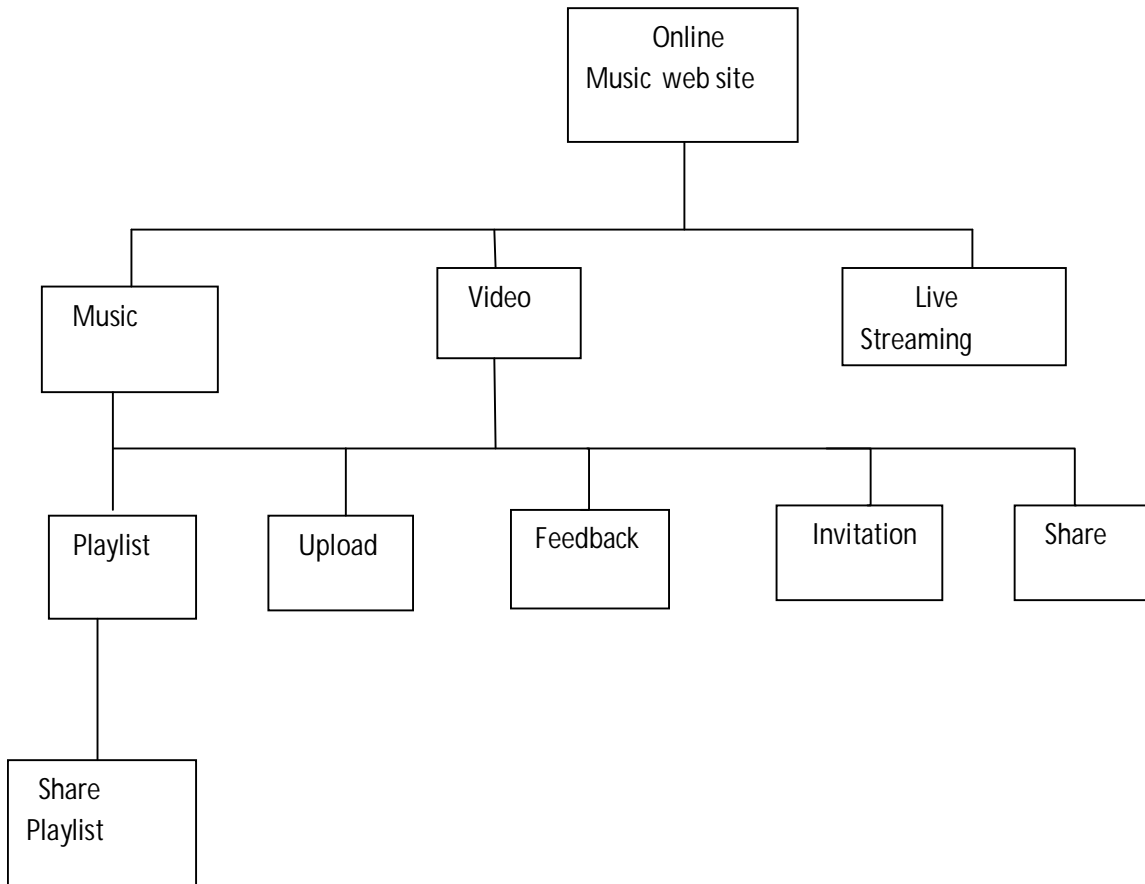 Online
Music web site
Music
Video
Live
Streaming
Playlist
Upload
Feedback
Invitation
Share
Share
Playlist